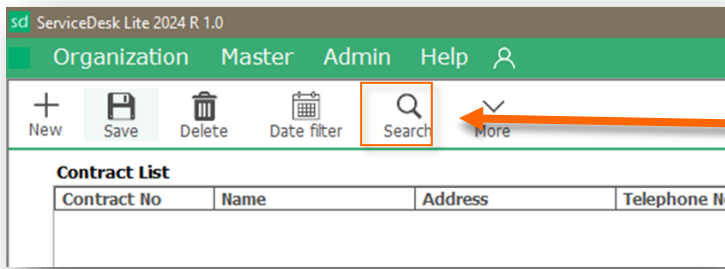 sd ServiceDesk Lite 2024 R 1.0
Organization Master Admin Help
New Save Delete Date filter Search More
Contract List
Contract No Name Address Telephone N